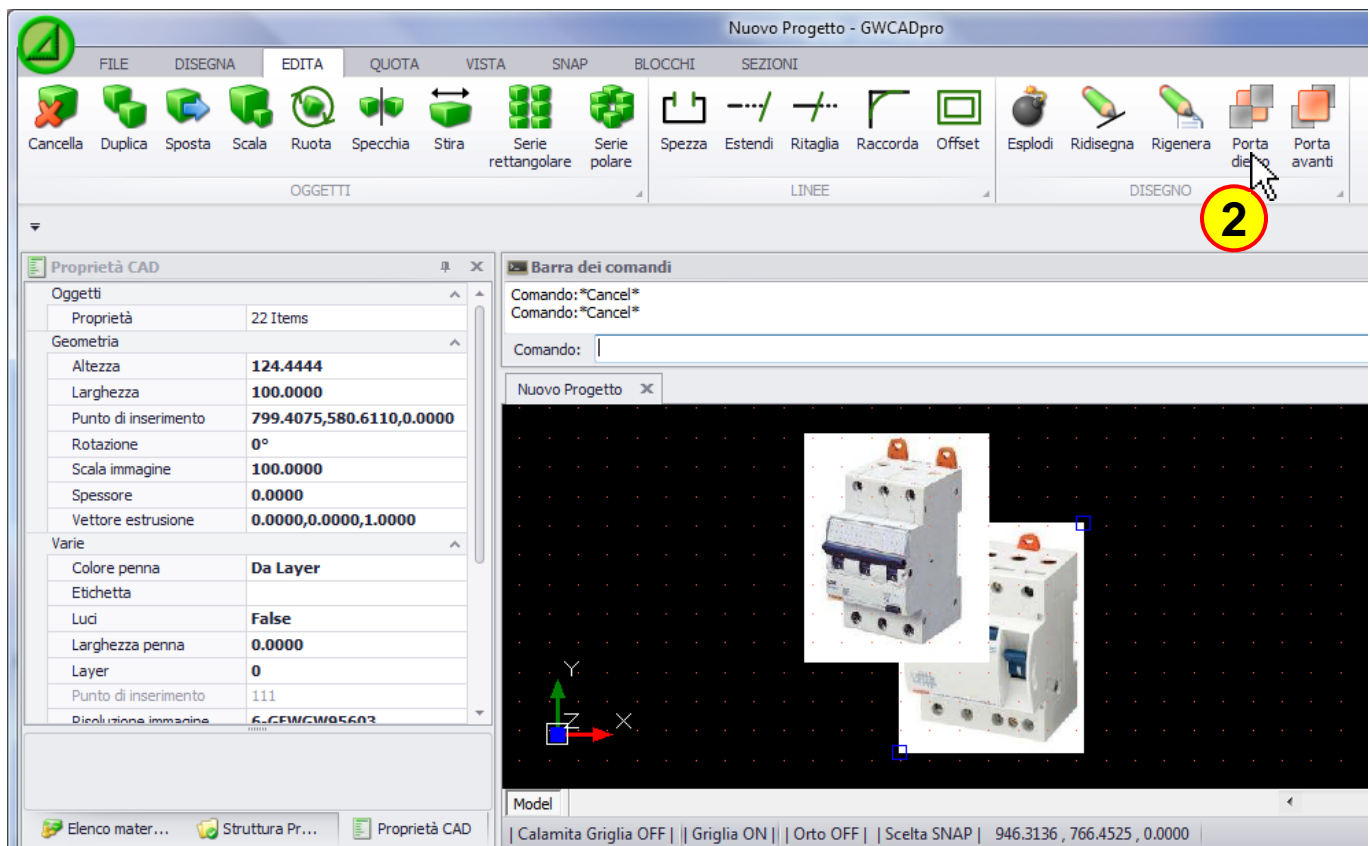 Nuovo Progetto - GWCADpro
FILE DISEGNA EDITA QUOTA VISTA SNAP BLOCCHI SEZIONI
Cancella Duplica Sposta Scala Ruota Specchia Stira Serie rettangolare Serie polare Spezza Estendi Ritaglia Raccorda Offset Esplodi Ridisegna Rigenera Porta Porta avanti
OGGETTI LINEE DISEGNO
2
Proprietà CAD
Oggetti
Proprietà 22 Items
Geometria
Altezza 124.4444
Larghezza 100.0000
Punto di inserimento 799.4075,580.6110,0.0000
Rotazione 0°
Scala immagine 100.0000
Spessore 0.0000
Vettore estrusione 0.0000,0.0000,1.0000
Varie
Colore penna Da Layer
Etichetta
Luci False
Larghezza penna 0.0000
Layer 0
Punto di inserimento 111
Risoluzione immagine 6-GEWGW95603
Elenco mater... Struttura Pr... Proprietà CAD
Barra dei comandi
Comando:*Cancel*
Comando:*Cancel*
Comando:
Nuovo Progetto
Y
Z X
Model
| Calamita Griglia OFF | | Griglia ON | | Orto OFF | | Scelta SNAP | 946.3136 , 766.4525 , 0.0000